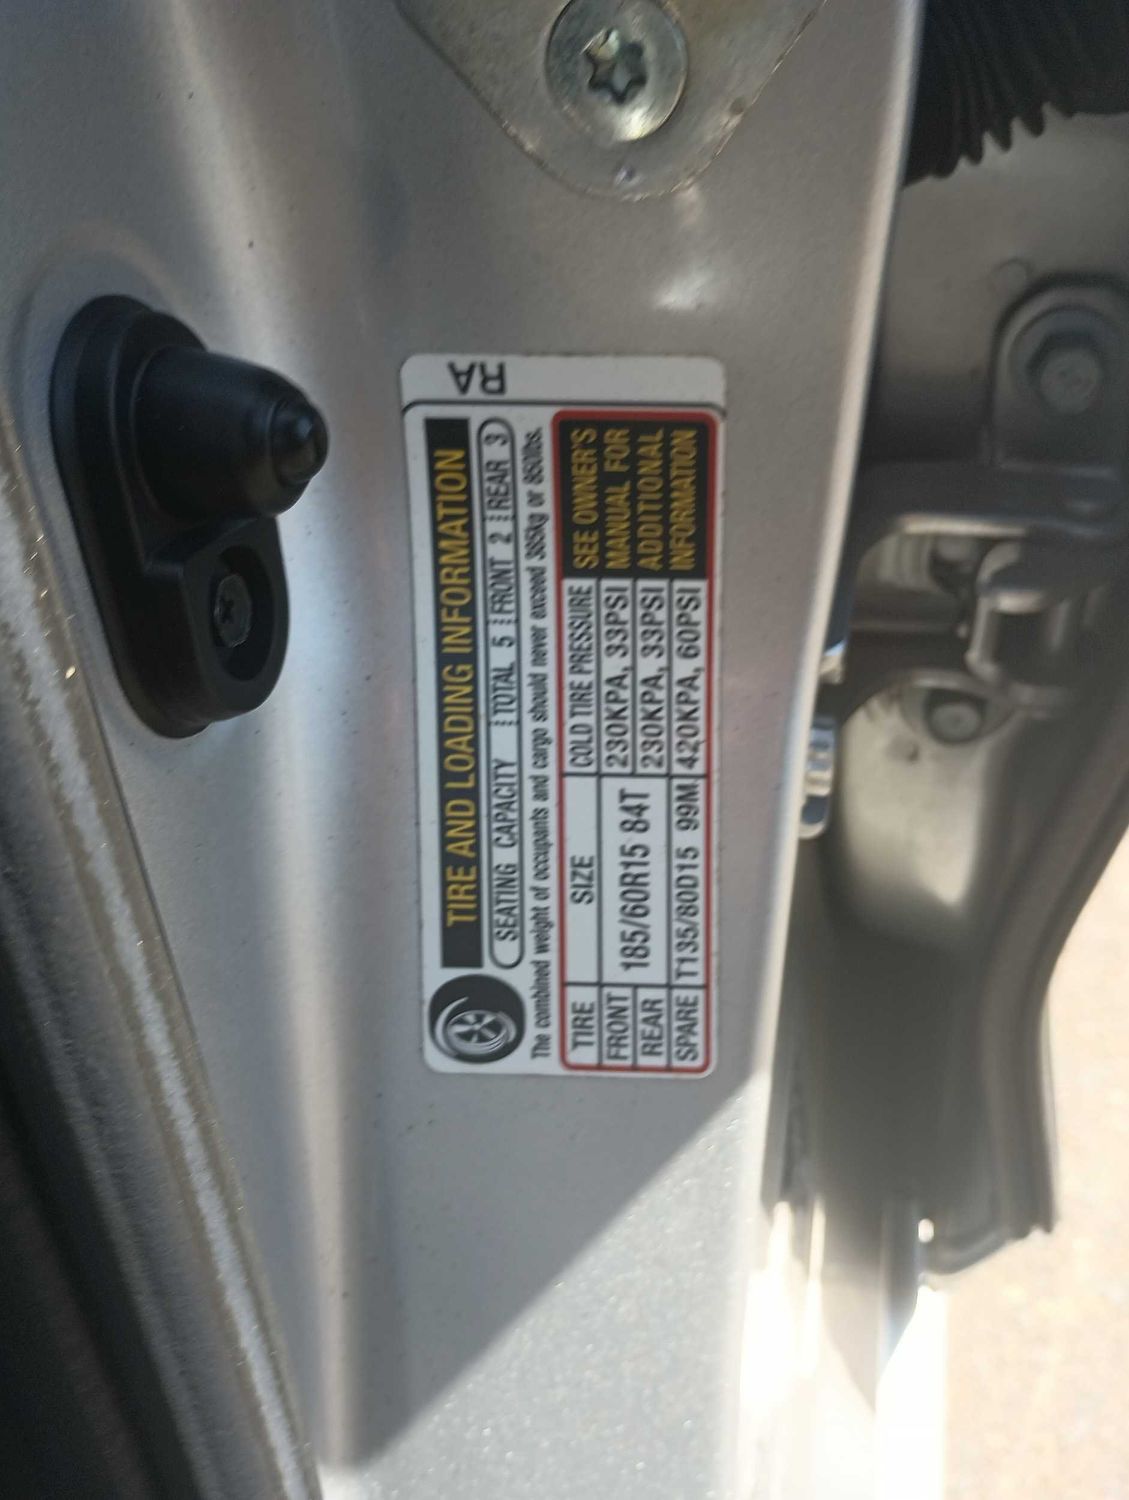 RA
TIRE AND LOADING INFORMATION
SEATING CAPACITY TOTAL 5 FRONT 2 REAR 3
The combined weight of occupants and cargo should never exceed 385kg or 850lbs.
TIRE SIZE COLD TIRE PRESSURE
FRONT 185/60R15 84T 230KPA, 33PSI
REAR 230KPA, 33PSI
SPARE T135/80D15 99M 420KPA, 60PSI
SEE OWNER'S
MANUAL FOR
ADDITIONAL
INFORMATION